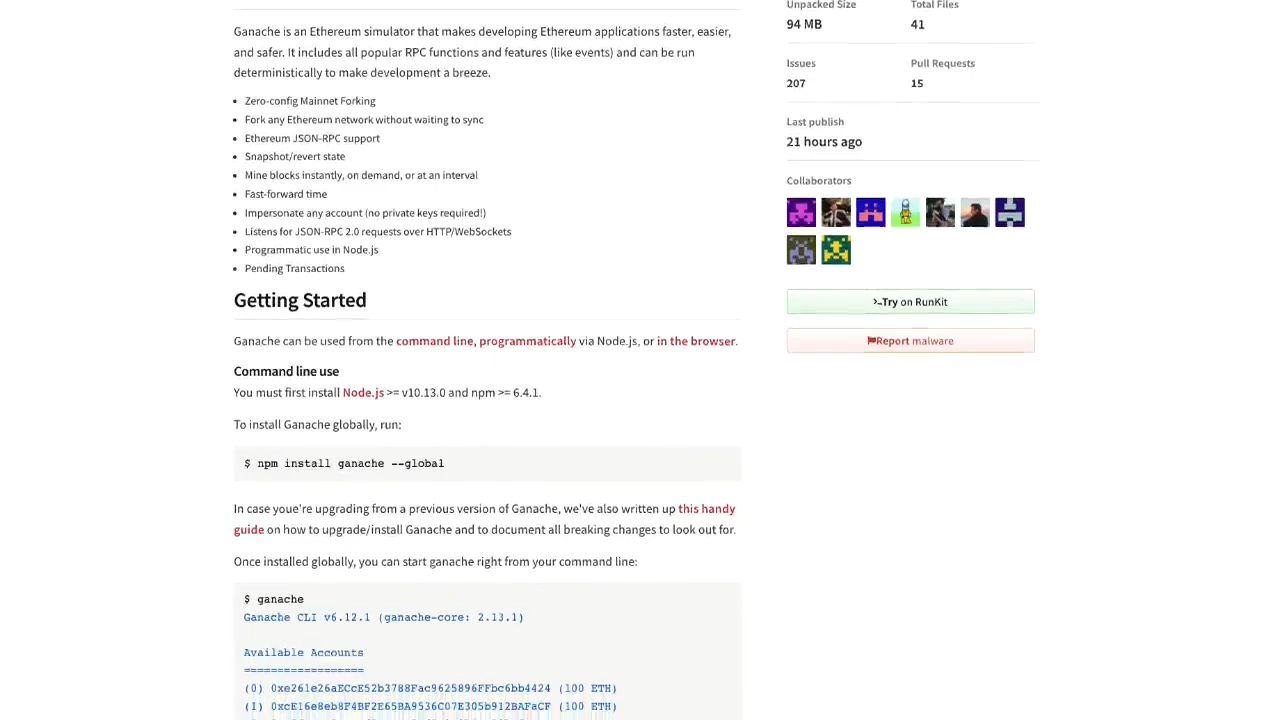 Ganache is an Ethereum simulator that makes developing Ethereum applications faster, easier,
and safer. It includes all popular RPC functions and features (like events) and can be run
deterministically to make development a breeze.
Zero-config Mainnet Forking
Fork any Ethereum network without waiting to sync
Ethereum JSON-RPC support
Snapshot/revert state
Mine blocks instantly, on demand, or at an interval
Fast-forward time
Impersonate any account (no private keys required!)
Listens for JSON-RPC 2.0 requests over HTTP/WebSockets
Programmatic use in Node.js
Pending Transactions
Getting Started
Ganache can be used from the command line, programmatically via Node.js, or in the browser.
Command line use
You must first install Node.js >= v10.13.0 and npm >= 6.4.1.
To install Ganache globally, run:
$ npm install ganache --global
In case youe're upgrading from a previous version of Ganache, we've also written up this handy
guide on how to upgrade/install Ganache and to document all breaking changes to look out for.
Once installed globally, you can start ganache right from your command line:
$ ganache
Ganache CLI v6.12.1 (ganache-core: 2.13.1)
Available Accounts
==================
(0) 0xe261e26aECcE52b3788Fac9625896FFbc6bb4424 (100 ETH)
(1) 0xcE16e8eb8F4BF2E65BA9536C07E305b912BAFaCF (100 ETH)
Unpacked Size
Total Files
94 MB
41
Issues
Pull Requests
207
15
Last publish
21 hours ago
Collaborators
>_Try on RunKit
Report malware